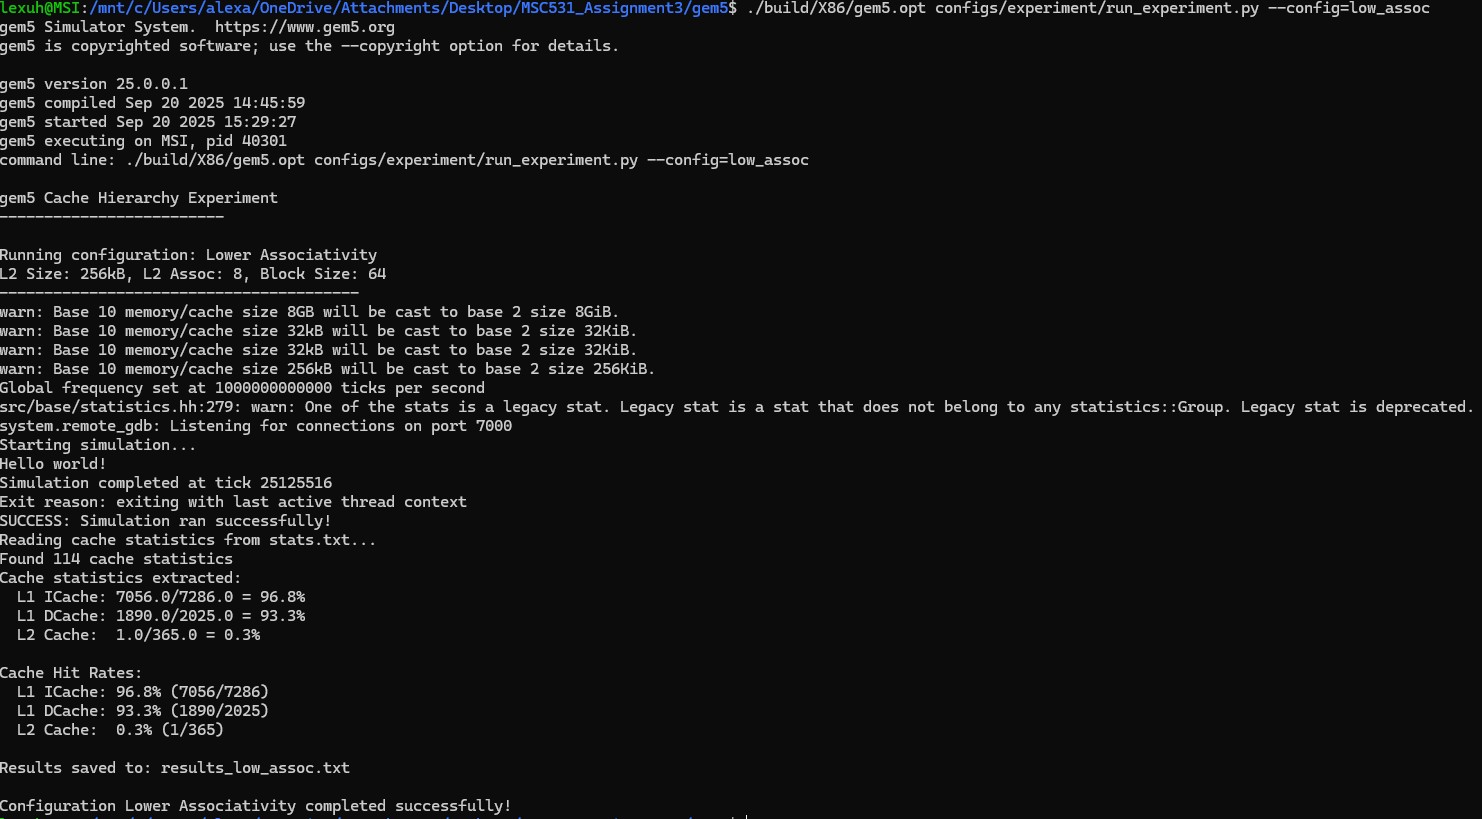 lexuh@MSI:/mnt/c/Users/alexa/OneDrive/Attachments/Desktop/MSC531_Assignment3/gem5$ ./build/X86/gem5.opt configs/experiment/run_experiment.py --config=low_assoc
gem5 Simulator System.  https://www.gem5.org
gem5 is copyrighted software; use the --copyright option for details.

gem5 version 25.0.0.1
gem5 compiled Sep 20 2025 14:45:59
gem5 started Sep 20 2025 15:29:27
gem5 executing on MSI, pid 40301
command line: ./build/X86/gem5.opt configs/experiment/run_experiment.py --config=low_assoc

gem5 Cache Hierarchy Experiment
-------------------------

Running configuration: Lower Associativity
L2 Size: 256kB, L2 Assoc: 8, Block Size: 64
----------------------------------------
warn: Base 10 memory/cache size 8GB will be cast to base 2 size 8GiB.
warn: Base 10 memory/cache size 32kB will be cast to base 2 size 32KiB.
warn: Base 10 memory/cache size 32kB will be cast to base 2 size 32KiB.
warn: Base 10 memory/cache size 256kB will be cast to base 2 size 256KiB.
Global frequency set at 1000000000000 ticks per second
src/base/statistics.hh:279: warn: One of the stats is a legacy stat. Legacy stat is a stat that does not belong to any statistics::Group. Legacy stat is deprecated.
system.remote_gdb: Listening for connections on port 7000
Starting simulation...
Hello world!
Simulation completed at tick 25125516
Exit reason: exiting with last active thread context
SUCCESS: Simulation ran successfully!
Reading cache statistics from stats.txt...
Found 114 cache statistics
Cache statistics extracted:
  L1 ICache: 7056.0/7286.0 = 96.8%
  L1 DCache: 1890.0/2025.0 = 93.3%
  L2 Cache:  1.0/365.0 = 0.3%

Cache Hit Rates:
  L1 ICache: 96.8% (7056/7286)
  L1 DCache: 93.3% (1890/2025)
  L2 Cache:  0.3% (1/365)

Results saved to: results_low_assoc.txt

Configuration Lower Associativity completed successfully!